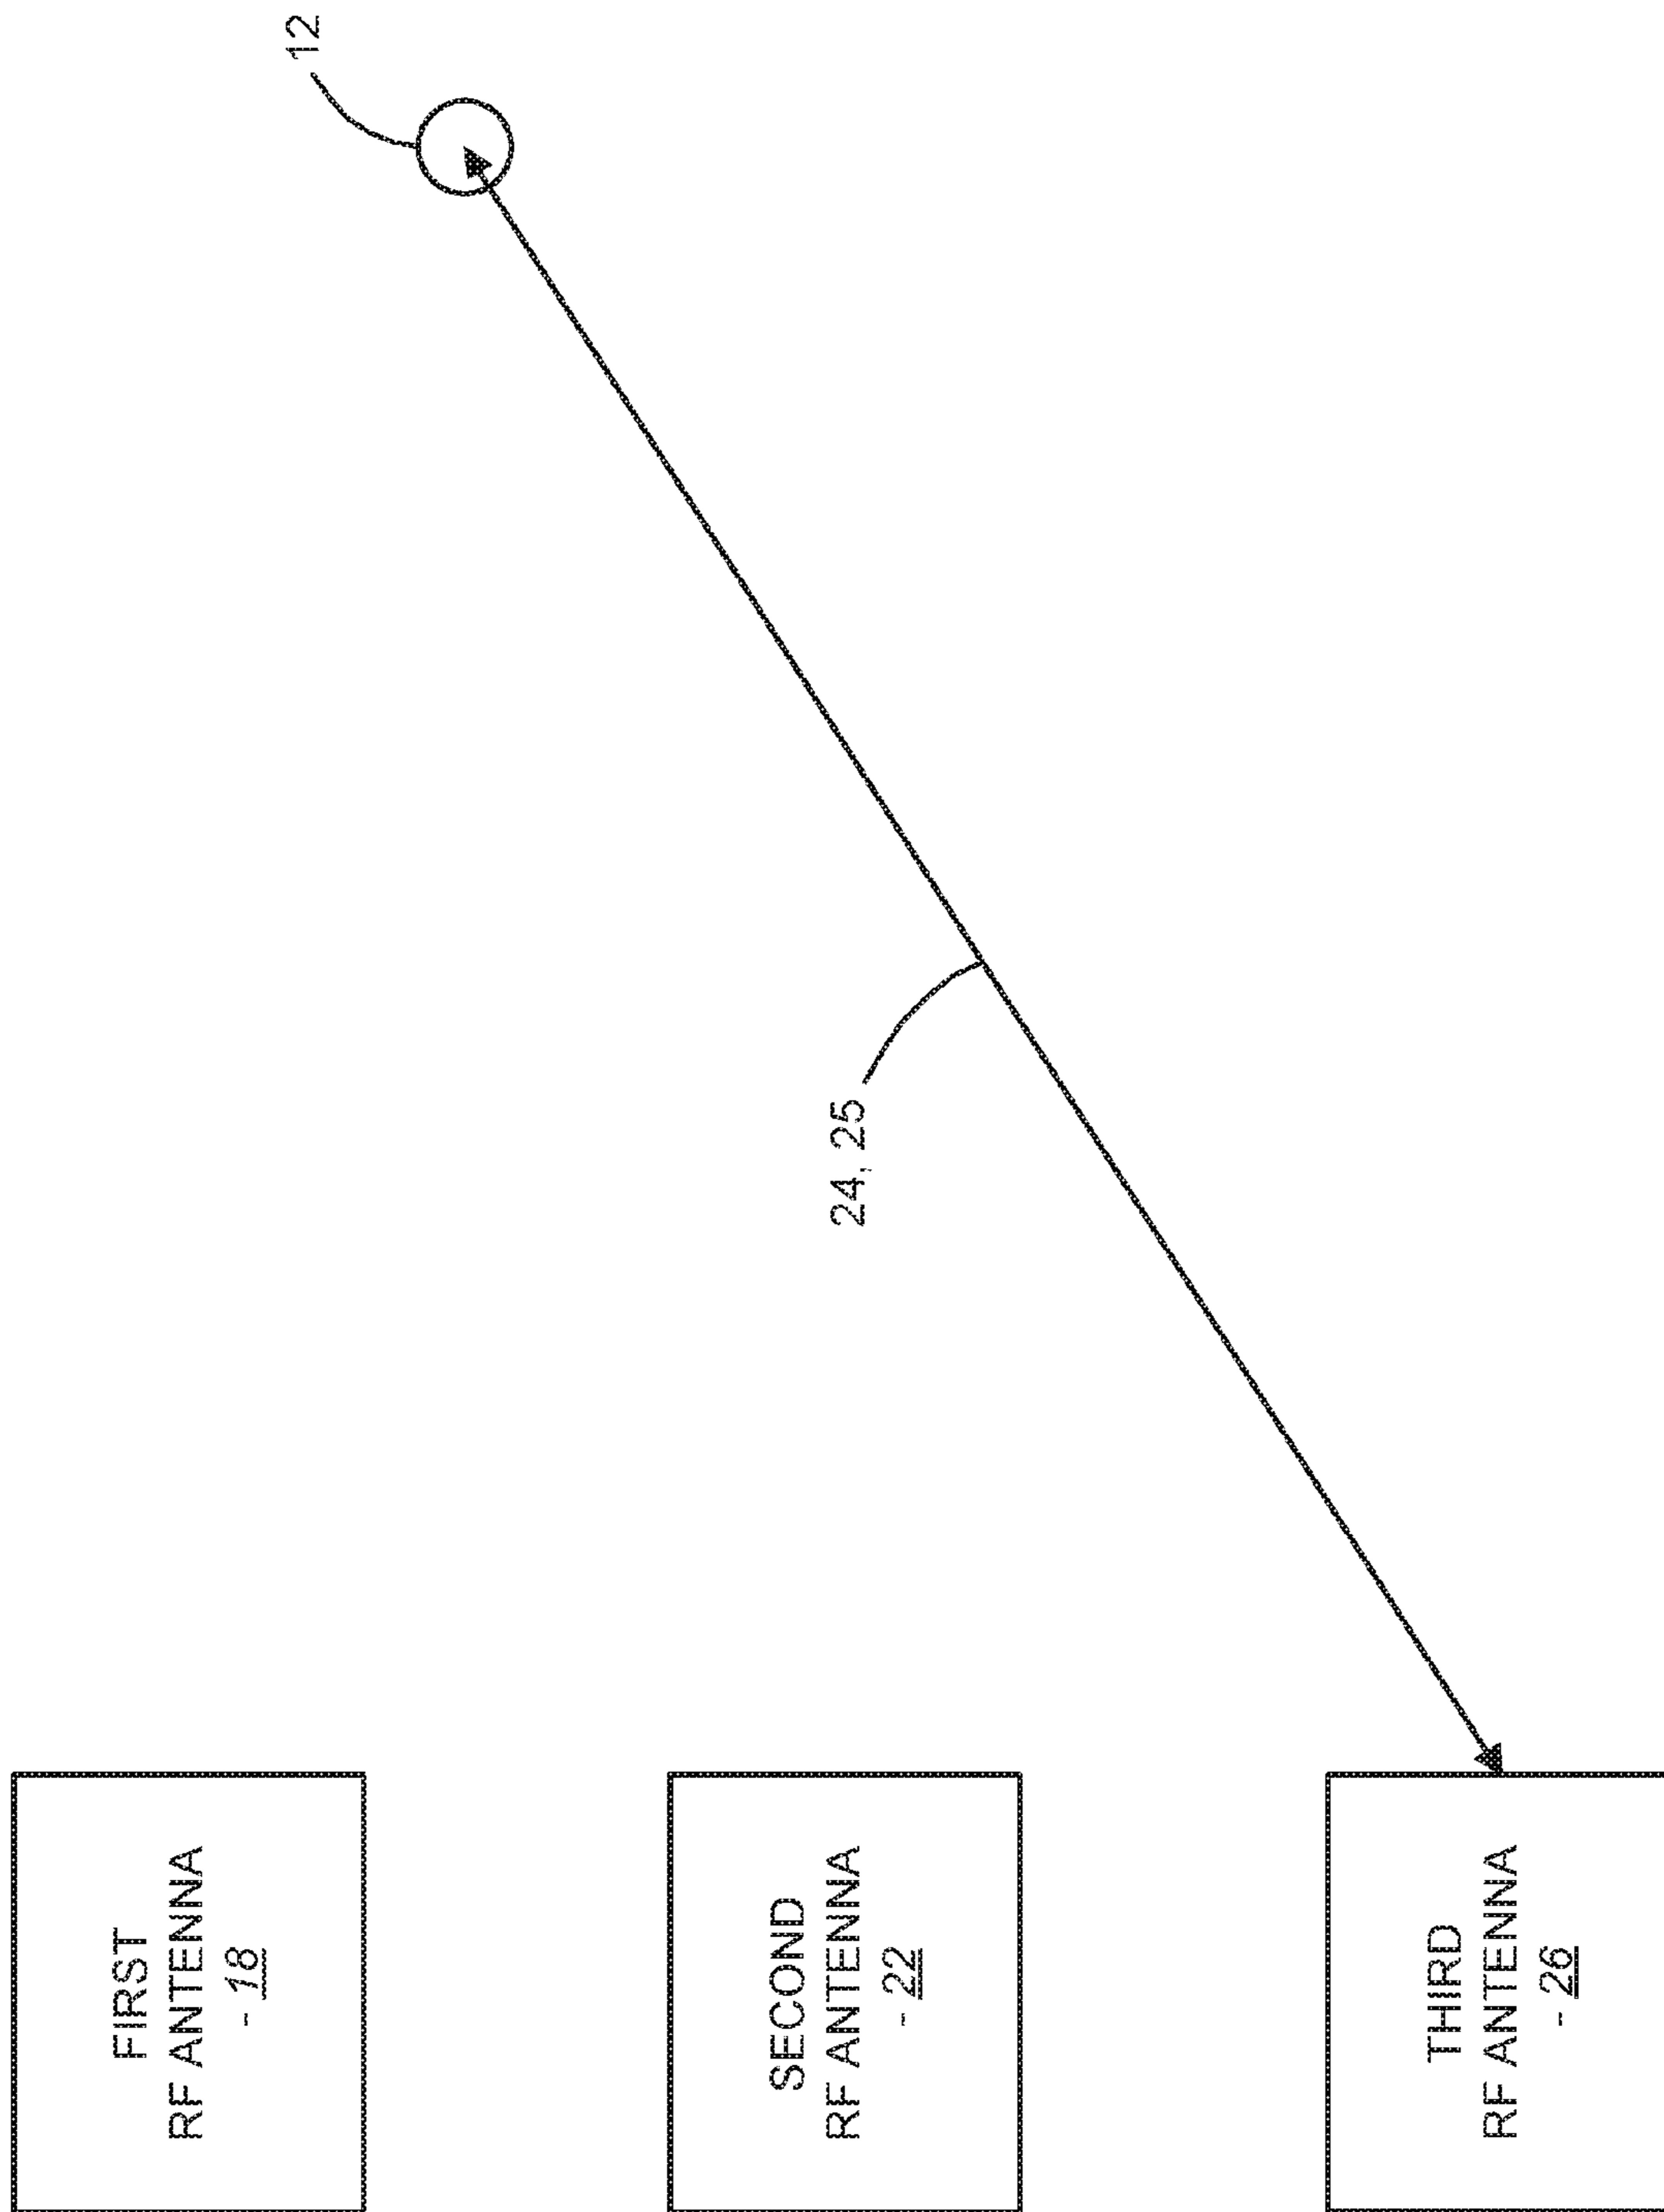 12
24, 25
FIRST
RF ANTENNA
- 18
SECOND
RF ANTENNA
- 22
THIRD
RF ANTENNA
- 26